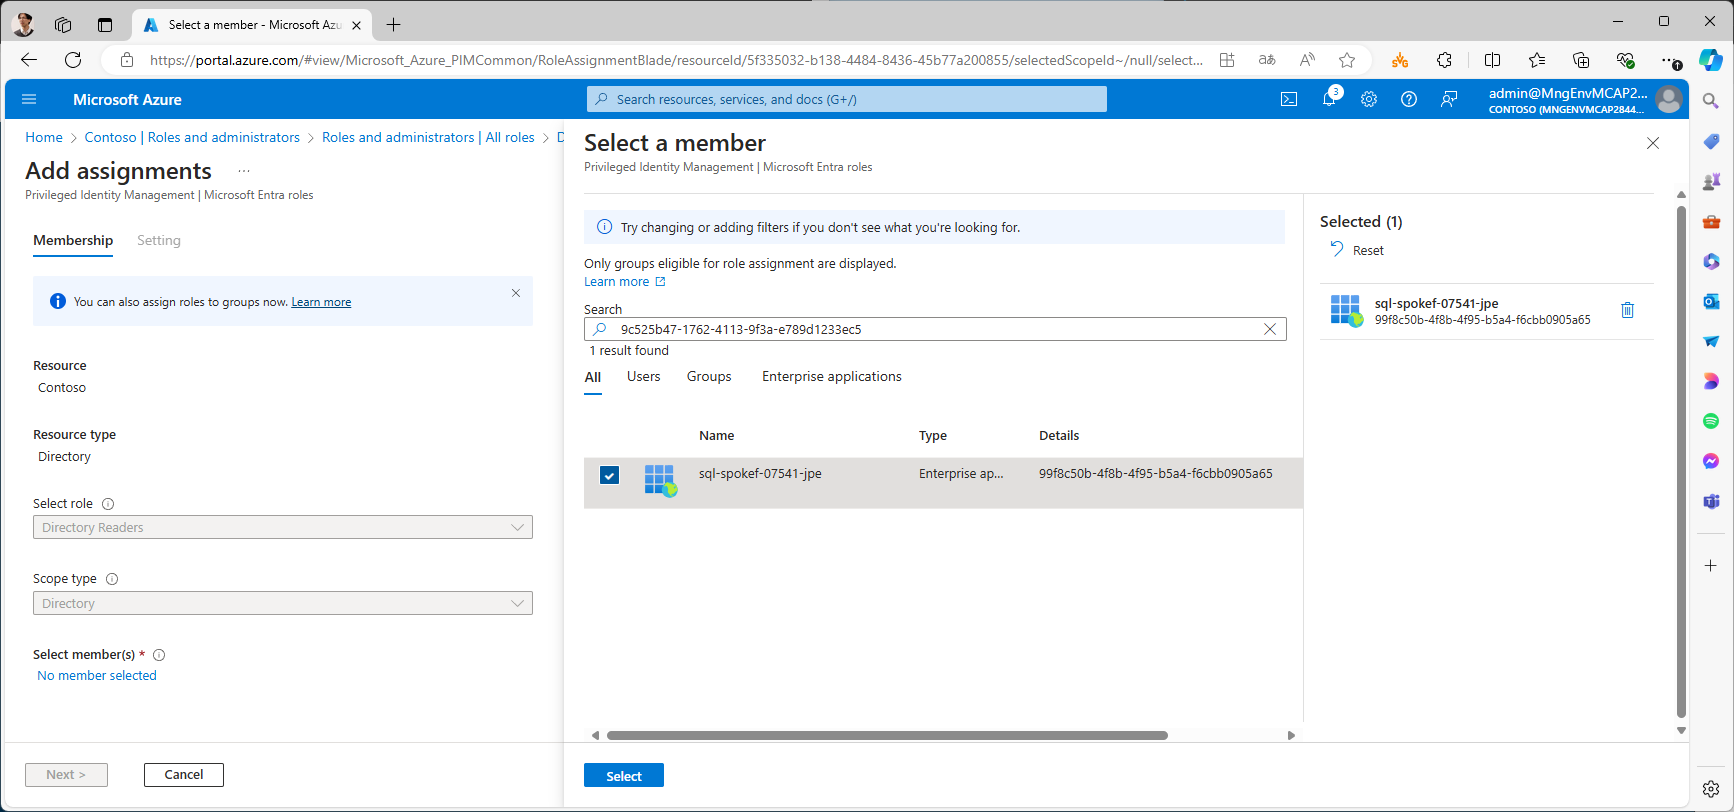 Select a member - Microsoft Azu
https://portal.azure.com/#view/Microsoft_Azure_PIMCommon/RoleAssignmentBlade/resourceId/5f335032-b138-4484-8436-45b77a200855/selectedScopeId~/null/select...
Microsoft Azure
Search resources, services, and docs (G+/)
3
admin@MngEnvMCAP2...
CONTOSO (MNGENVMCAP2844...
Home > Contoso | Roles and administrators > Roles and administrators | All roles > D
Add assignments ...
Privileged Identity Management | Microsoft Entra roles
Membership Setting
You can also assign roles to groups now. Learn more
Resource
Contoso
Resource type
Directory
Select role
Directory Readers
Scope type
Directory
Select member(s) *
No member selected
Next >
Cancel
Select a member
Privileged Identity Management | Microsoft Entra roles
Try changing or adding filters if you don't see what you're looking for.
Only groups eligible for role assignment are displayed.
Learn more
Search
9c525b47-1762-4113-9f3a-e789d1233ec5
1 result found
All Users Groups Enterprise applications
Name Type Details
sql-spokef-07541-jpe Enterprise ap... 99f8c50b-4f8b-4f95-b5a4-f6cbb0905a65
Select
Selected (1)
Reset
sql-spokef-07541-jpe
99f8c50b-4f8b-4f95-b5a4-f6cbb0905a65